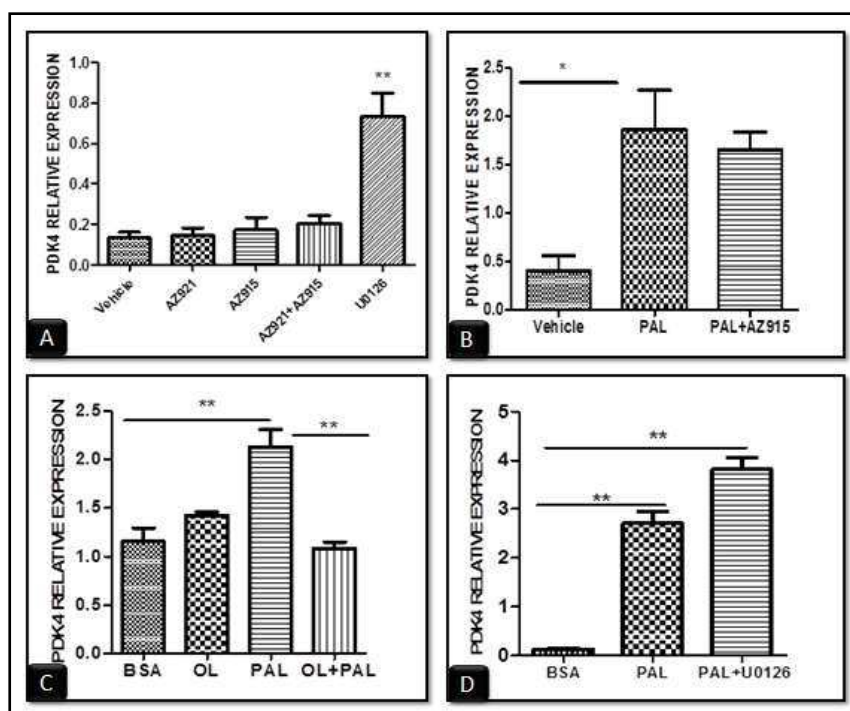 PDK4 RELATIVE EXPRESSION
1.0
0.8
0.6
0.4
0.2
0.0
**
Vehicle
AZ921
AZ915
AZ921+AZ915
U0126
A
PDK4 RELATIVE EXPRESSION
2.5
2.0
1.5
1.0
0.5
0.0
*
Vehicle PAL PAL+AZ915
B
PDK4 RELATIVE EXPRESSION
2.5
2.0
1.5
1.0
0.5
0.0
**
**
BSA OL PAL OL+PAL
C
PDK4 RELATIVE EXPRESSION
5
4
3
2
1
0
**
**
BSA PAL PAL+U0126
D